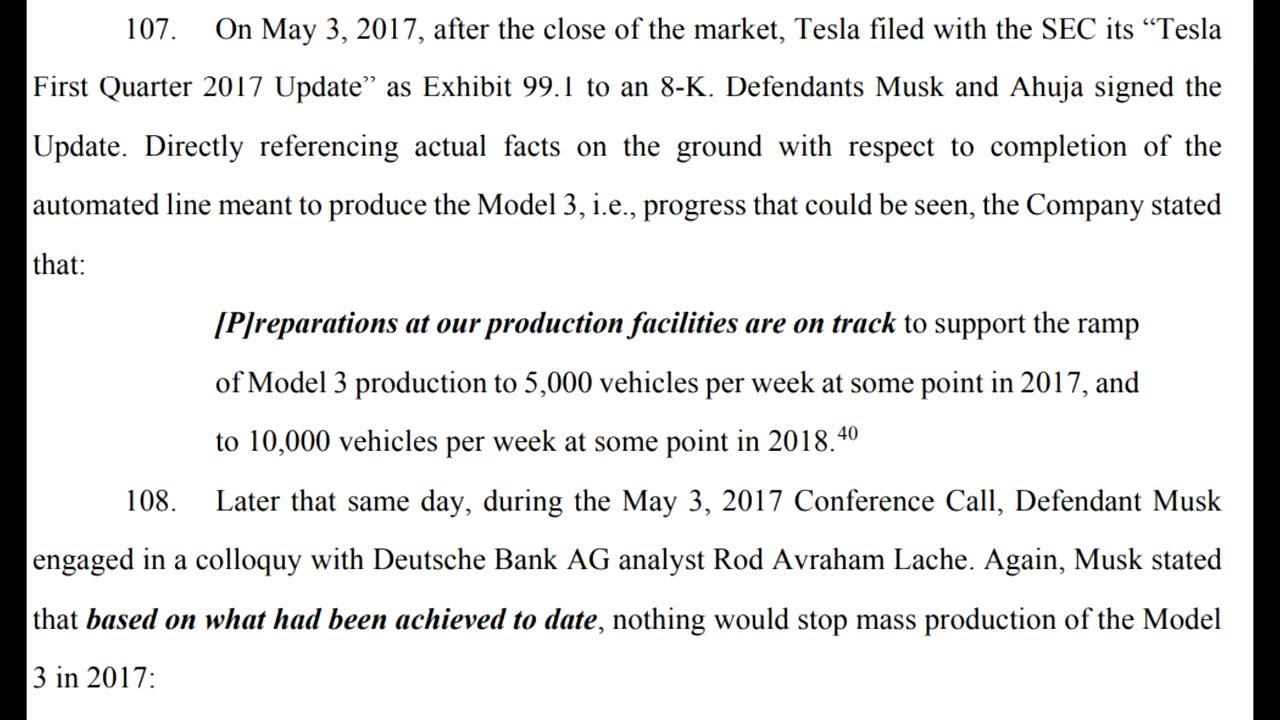 107. On May 3, 2017, after the close of the market, Tesla filed with the SEC its “Tesla
First Quarter 2017 Update” as Exhibit 99.1 to an 8-K. Defendants Musk and Ahuja signed the
Update. Directly referencing actual facts on the ground with respect to completion of the
automated line meant to produce the Model 3, i.e., progress that could be seen, the Company stated
that:
[P]reparations at our production facilities are on track to support the ramp
of Model 3 production to 5,000 vehicles per week at some point in 2017, and
to 10,000 vehicles per week at some point in 2018.40
108. Later that same day, during the May 3, 2017 Conference Call, Defendant Musk
engaged in a colloquy with Deutsche Bank AG analyst Rod Avraham Lache. Again, Musk stated
that based on what had been achieved to date, nothing would stop mass production of the Model
3 in 2017: